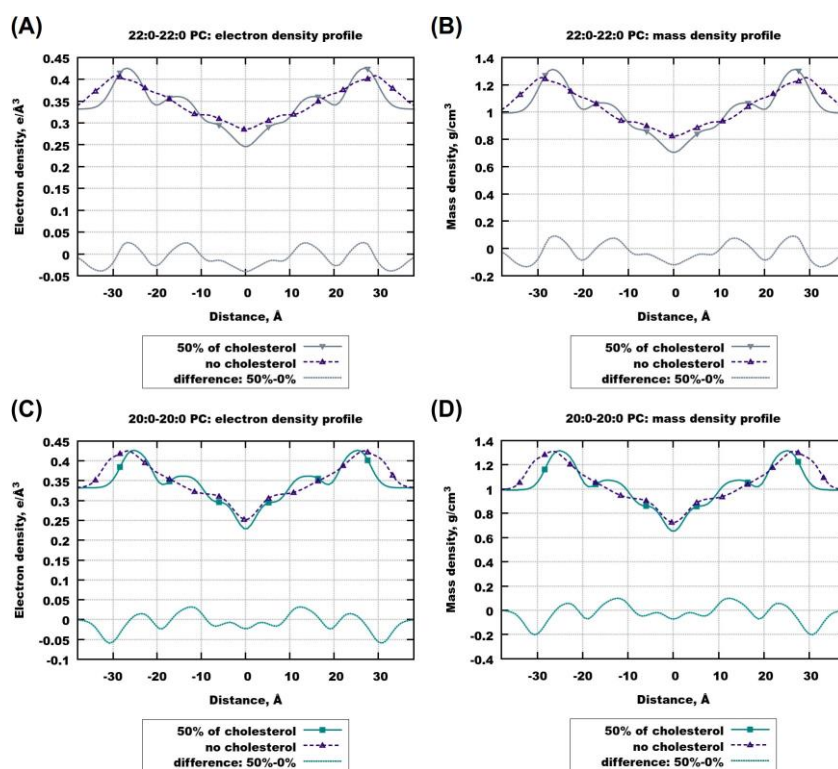 (A)
22:0-22:0 PC: electron density profile
Electron density, e/Å³
0.45
0.4
0.35
0.3
0.25
0.2
0.15
0.1
0.05
0
-0.05
-30 -20 -10 0 10 20 30
Distance, Å
50% of cholesterol
no cholesterol
difference: 50%-0%
(B)
22:0-22:0 PC: mass density profile
Mass density, g/cm³
1.4
1.2
1
0.8
0.6
0.4
0.2
0
-0.2
-30 -20 -10 0 10 20 30
Distance, Å
50% of cholesterol
no cholesterol
difference: 50%-0%
(C)
20:0-20:0 PC: electron density profile
Electron density, e/Å³
0.45
0.4
0.35
0.3
0.25
0.2
0.15
0.1
0.05
0
-0.05
-0.1
-30 -20 -10 0 10 20 30
Distance, Å
50% of cholesterol
no cholesterol
difference: 50%-0%
(D)
20:0-20:0 PC: mass density profile
Mass density, g/cm³
1.4
1.2
1
0.8
0.6
0.4
0.2
0
-0.2
-0.4
-30 -20 -10 0 10 20 30
Distance, Å
50% of cholesterol
no cholesterol
difference: 50%-0%